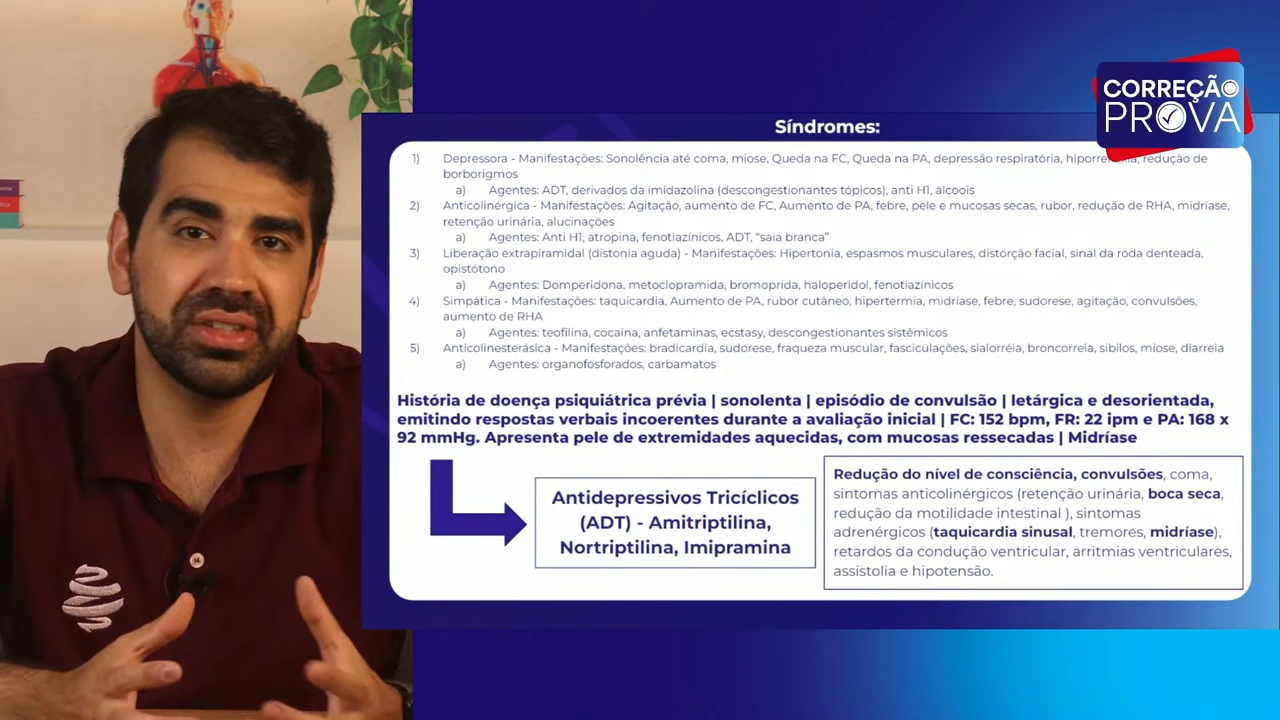 CORREÇÃO
PROVA
Síndromes:
1) Depressora - Manifestações: Sonolência até coma, miose, Queda na FC, Queda na PA, depressão respiratória, hiporreflexia, redução de
borborigmos
a) Agentes: ADT, derivados da imidazolina (descongestionantes tópicos), anti H1, álcoois
2) Anticolinérgica - Manifestações: Agitação, aumento de FC, Aumento de PA, febre, pele e mucosas secas, rubor, redução de RHA, midríase,
retenção urinária, alucinações
a) Agentes: Anti H1, atropina, fenotiazínicos, ADT, “saia branca”
3) Liberação extrapiramidal (distonia aguda) - Manifestações: Hipertonia, espasmos musculares, distorção facial, sinal da roda denteada,
opistótono
a) Agentes: Domperidona, metoclopramida, bromoprida, haloperidol, fenotiazínicos
4) Simpática - Manifestações: taquicardia, Aumento de PA, rubor cutâneo, hipertermia, midríase, febre, sudorese, agitação, convulsões,
aumento de RHA
a) Agentes: teofilina, cocaína, anfetaminas, ecstasy, descongestionantes sistêmicos
5) Anticolinesterásica - Manifestações: bradicardia, sudorese, fraqueza muscular, fasciculações, sialorréia, broncorreia, sibilos, miose, diarreia
a) Agentes: organofosforados, carbamatos
História de doença psiquiátrica prévia | sonolenta | episódio de convulsão | letárgica e desorientada,
emitindo respostas verbais incoerentes durante a avaliação inicial | FC: 152 bpm, FR: 22 ipm e PA: 168 x
92 mmHg. Apresenta pele de extremidades aquecidas, com mucosas ressecadas | Midríase
Antidepressivos Tricíclicos
(ADT) - Amitriptilina,
Nortriptilina, Imipramina
Redução do nível de consciência, convulsões, coma,
sintomas anticolinérgicos (retenção urinária, boca seca,
redução da motilidade intestinal ), sintomas
adrenérgicos (taquicardia sinusal, tremores, midríase),
retardos da condução ventricular, arritmias ventriculares,
assistolia e hipotensão.